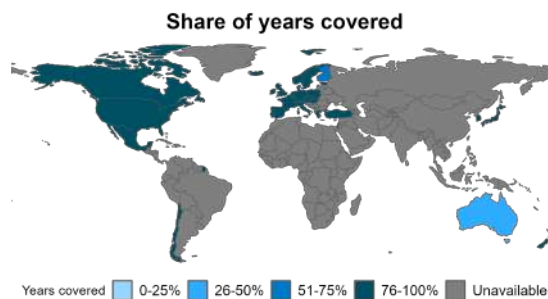 Share of years covered
Years covered 0-25% 26-50% 51-75% 76-100% Unavailable